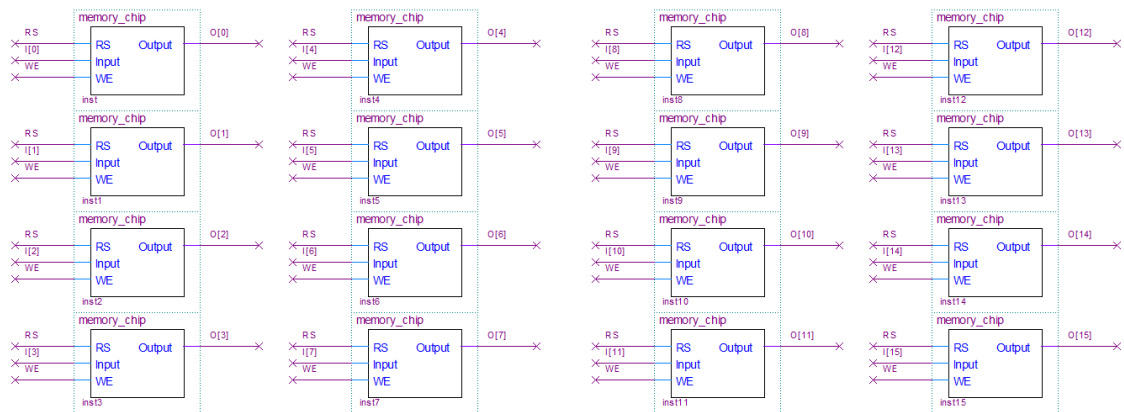 memory_chip
RS
I[0]
WE
RS Output
Input
WE
O[0]
inst
memory_chip
RS
I[1]
WE
RS Output
Input
WE
O[1]
inst1
memory_chip
RS
I[2]
WE
RS Output
Input
WE
O[2]
inst2
memory_chip
RS
I[3]
WE
RS Output
Input
WE
O[3]
inst3
memory_chip
RS
I[4]
WE
RS Output
Input
WE
O[4]
inst4
memory_chip
RS
I[5]
WE
RS Output
Input
WE
O[5]
inst5
memory_chip
RS
I[6]
WE
RS Output
Input
WE
O[6]
inst6
memory_chip
RS
I[7]
WE
RS Output
Input
WE
O[7]
inst7
memory_chip
RS
I[8]
WE
RS Output
Input
WE
O[8]
inst8
memory_chip
RS
I[9]
WE
RS Output
Input
WE
O[9]
inst9
memory_chip
RS
I[10]
WE
RS Output
Input
WE
O[10]
inst10
memory_chip
RS
I[11]
WE
RS Output
Input
WE
O[11]
inst11
memory_chip
RS
I[12]
WE
RS Output
Input
WE
O[12]
inst12
memory_chip
RS
I[13]
WE
RS Output
Input
WE
O[13]
inst13
memory_chip
RS
I[14]
WE
RS Output
Input
WE
O[14]
inst14
memory_chip
RS
I[15]
WE
RS Output
Input
WE
O[15]
inst15